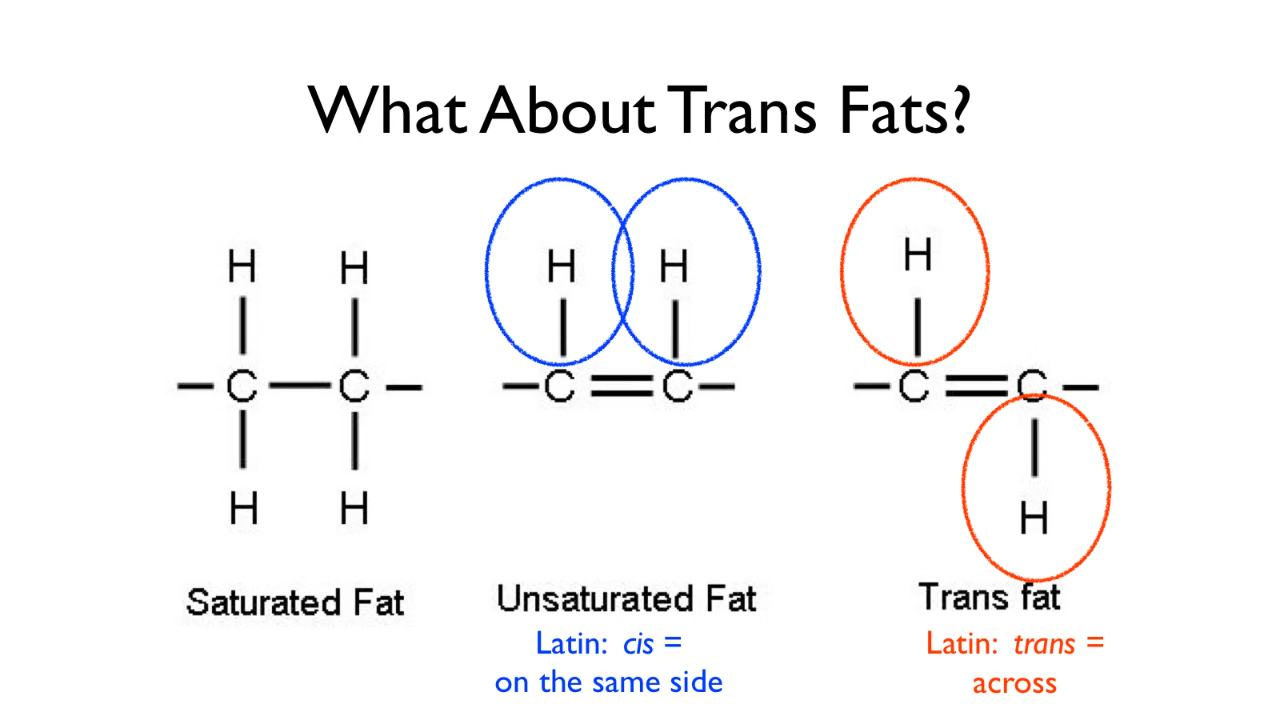 What About Trans Fats?
H H H H H
C C C C C C
H H H
Saturated Fat Unsaturated Fat Trans fat
Latin: cis = Latin: trans =
on the same side across